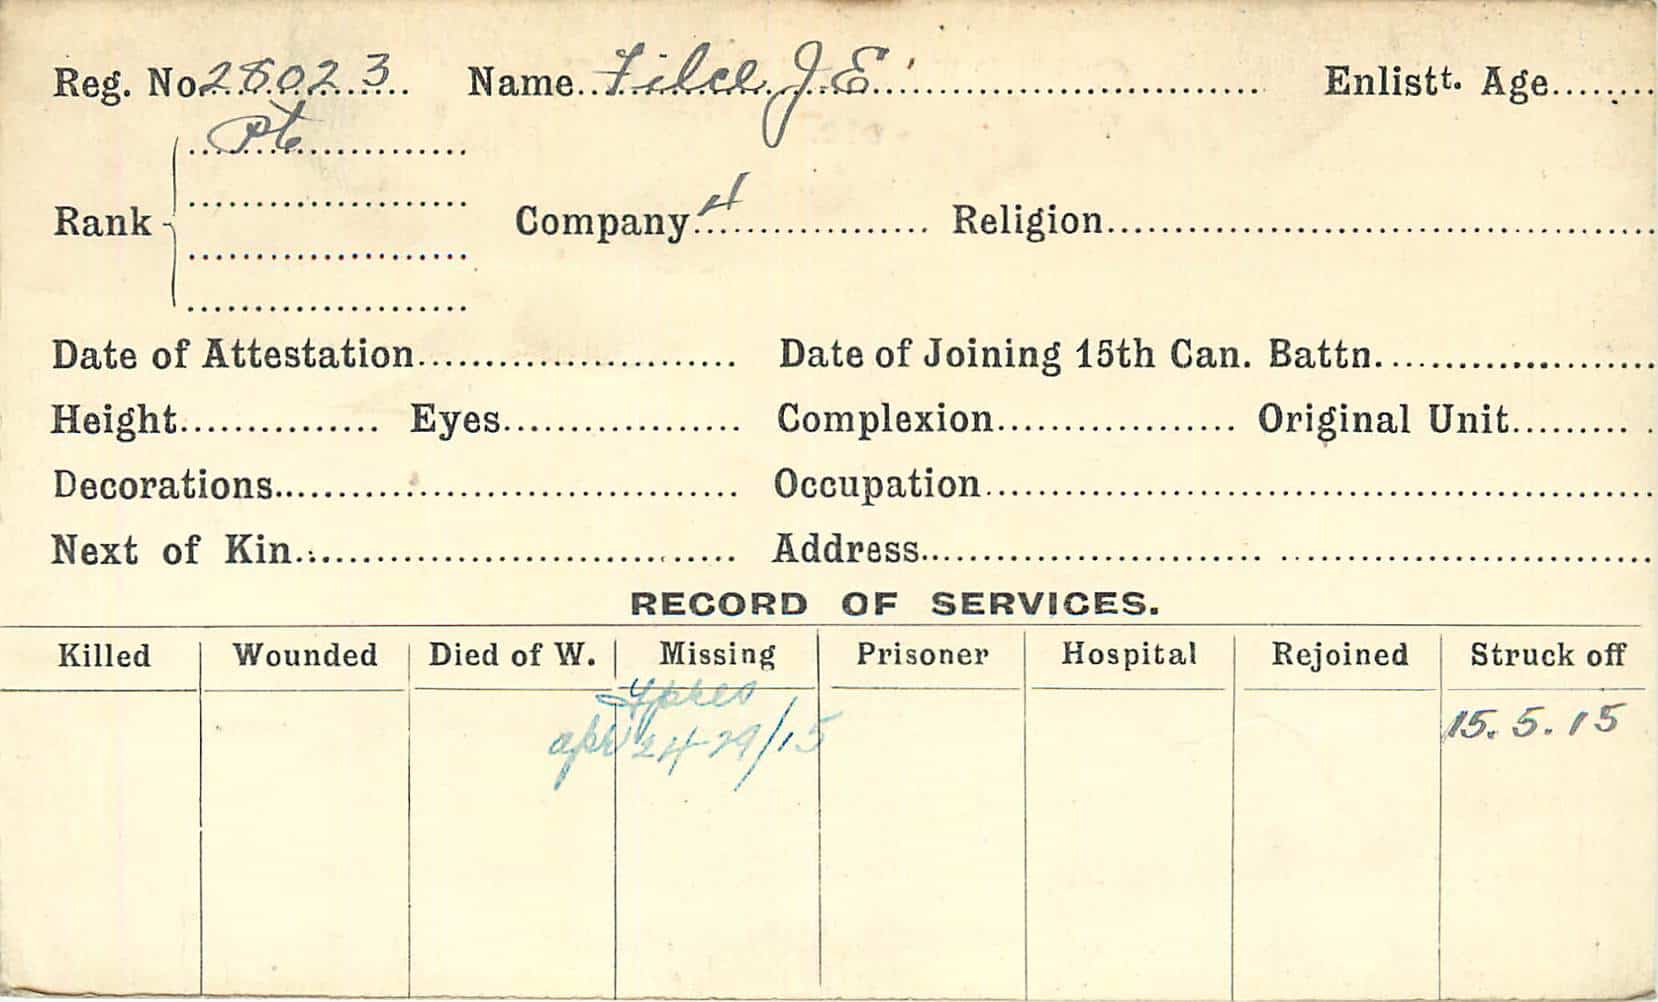 Reg. No. 28023 Name Filce J. E. Enlistt. Age
Pte
Rank Company 4 Religion
Date of Attestation Date of Joining 15th Can. Battn.
Height Eyes Complexion Original Unit
Decorations Occupation
Next of Kin Address
RECORD OF SERVICES.
Killed Wounded Died of W. Missing Prisoner Hospital Rejoined Struck off
Ypres
apr 24-29/15 15.5.15